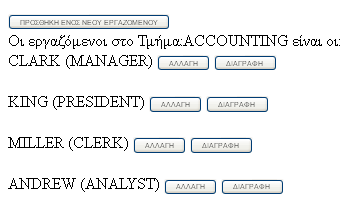 ΠΡΟΣΘΗΚΗ ΕΝΟΣ ΝΕΟΥ ΕΡΓΑΖΟΜΕΝΟΥ
Οι εργαζόμενοι στο Τμήμα:ACCOUNTING είναι οι
CLARK (MANAGER) ΑΛΛΑΓΗ ΔΙΑΓΡΑΦΗ
KING (PRESIDENT) ΑΛΛΑΓΗ ΔΙΑΓΡΑΦΗ
MILLER (CLERK) ΑΛΛΑΓΗ ΔΙΑΓΡΑΦΗ
ANDREW (ANALYST) ΑΛΛΑΓΗ ΔΙΑΓΡΑΦΗ